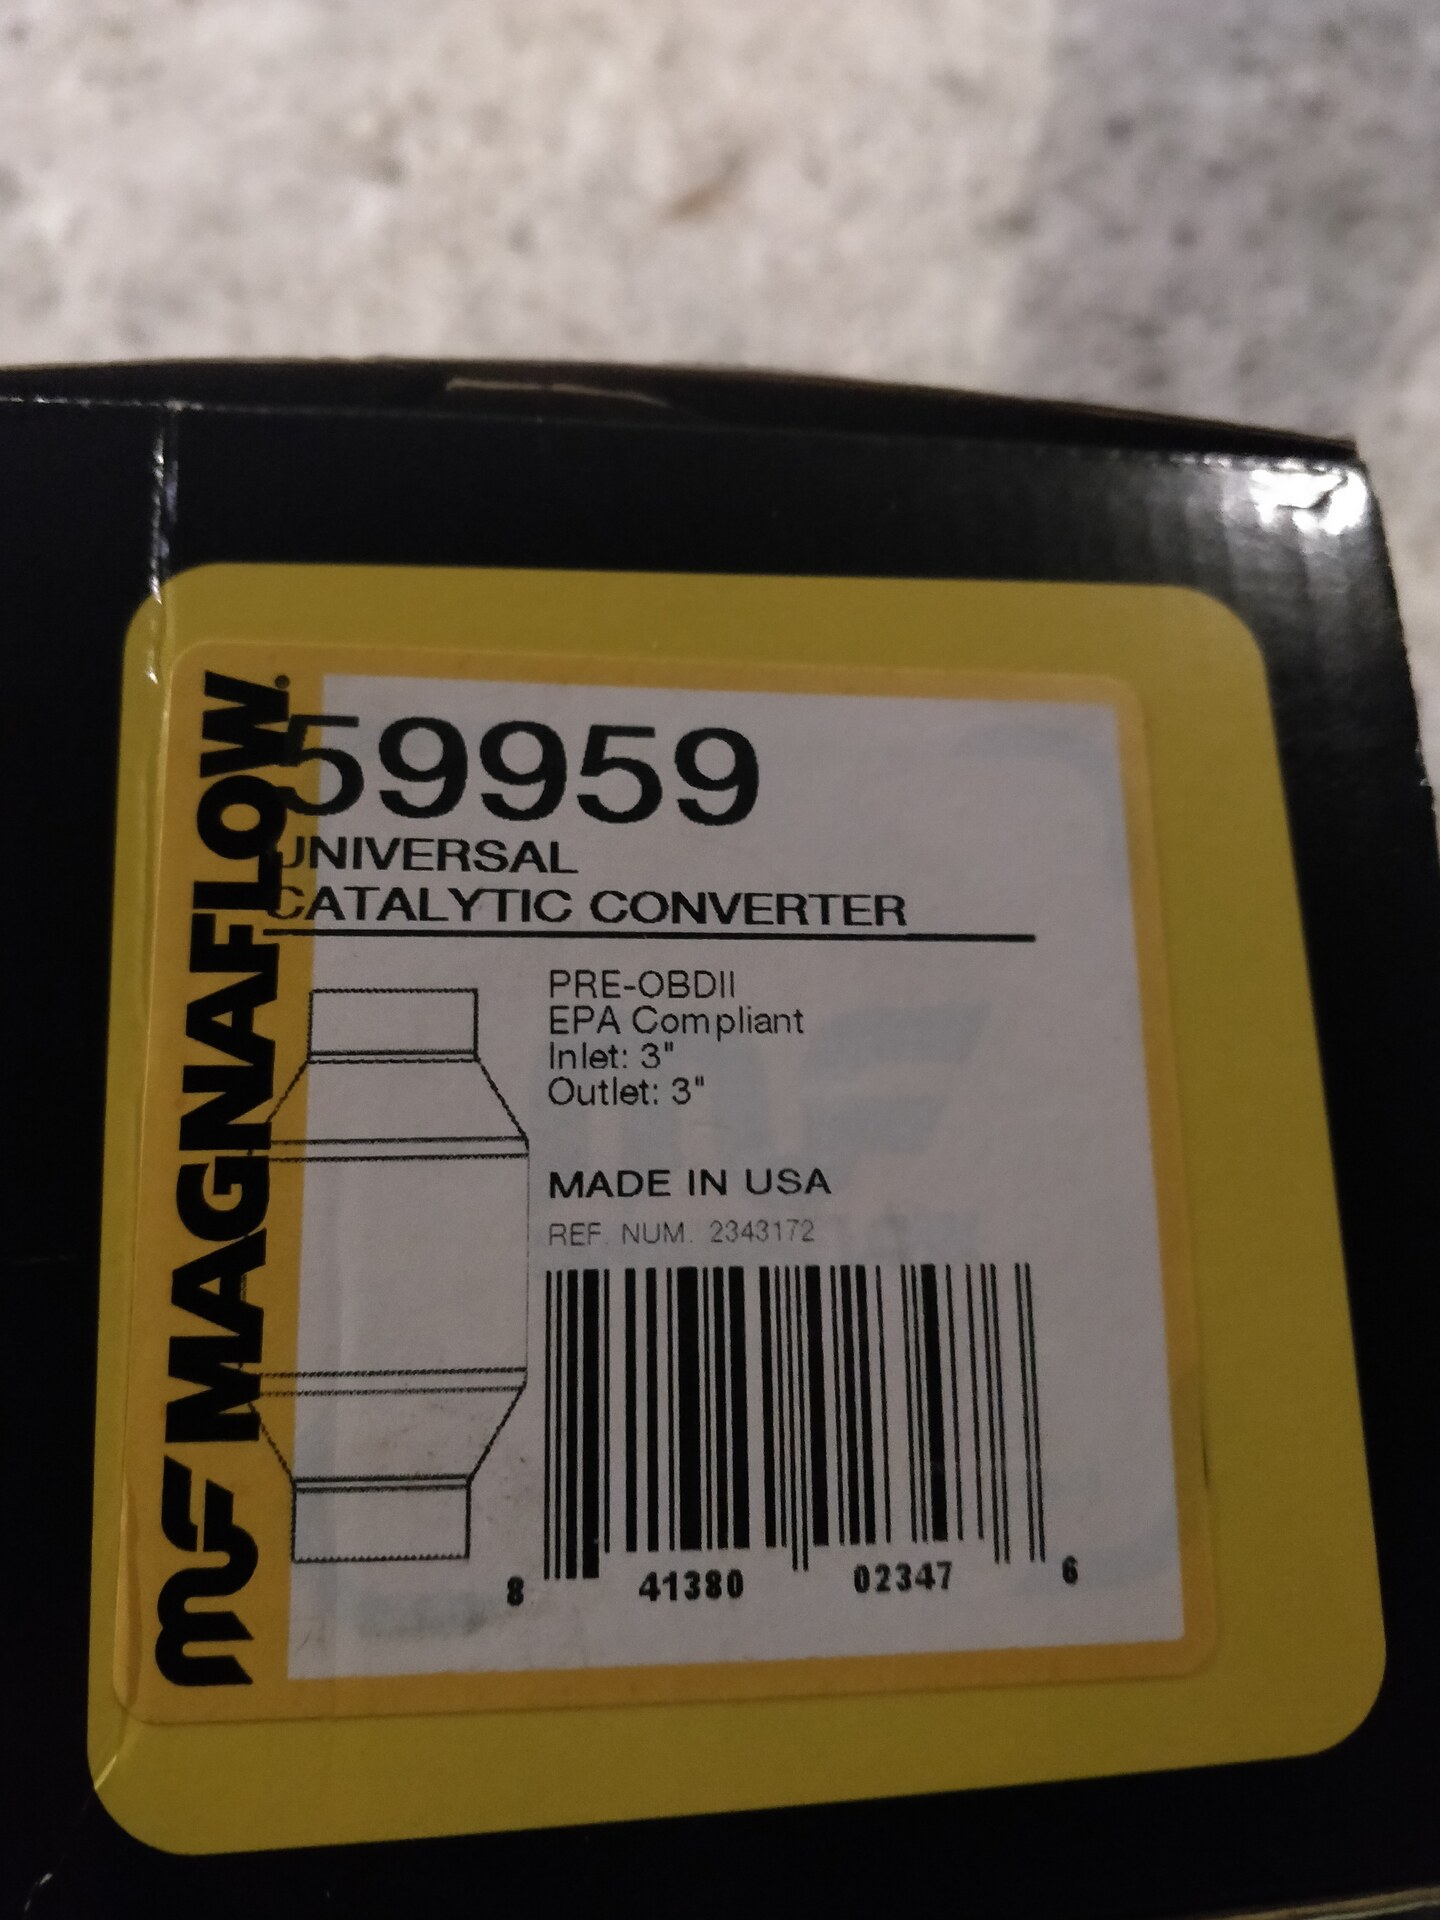 MAGNAFLOW®
59959
UNIVERSAL
CATALYTIC CONVERTER
PRE-OBDII
EPA Compliant
Inlet: 3"
Outlet: 3"
MADE IN USA
REF. NUM. 2343172
8 41380 02347 6